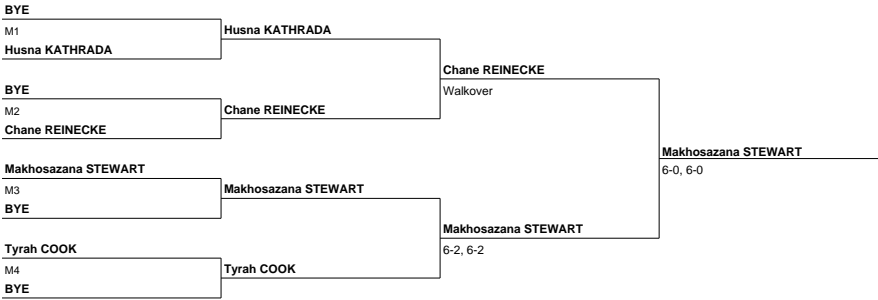 BYE
M1
Husna KATHRADA
Husna KATHRADA
BYE
M2
Chane REINECKE
Chane REINECKE
Chane REINECKE
Walkover
Makhosazana STEWART
M3
BYE
Makhosazana STEWART
Tyrah COOK
M4
BYE
Tyrah COOK
Makhosazana STEWART
6-2, 6-2
Makhosazana STEWART
6-0, 6-0